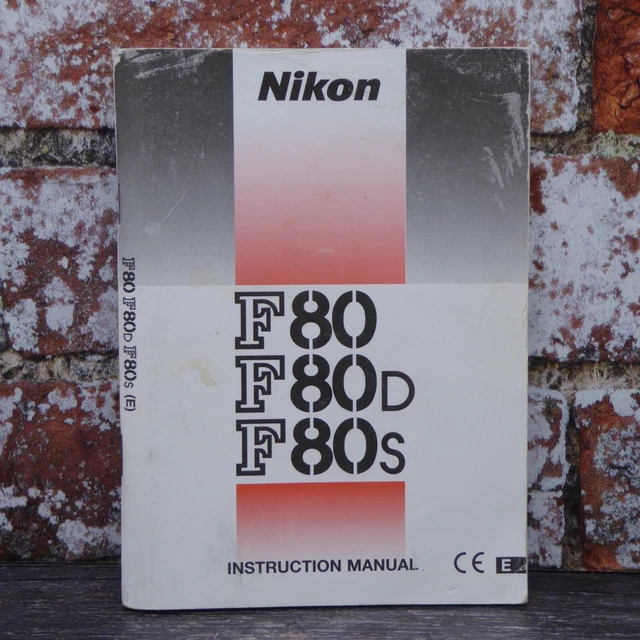 Nikon
F80
F80D
F80S
INSTRUCTION MANUAL CE E
F80 F80D F80S (E)